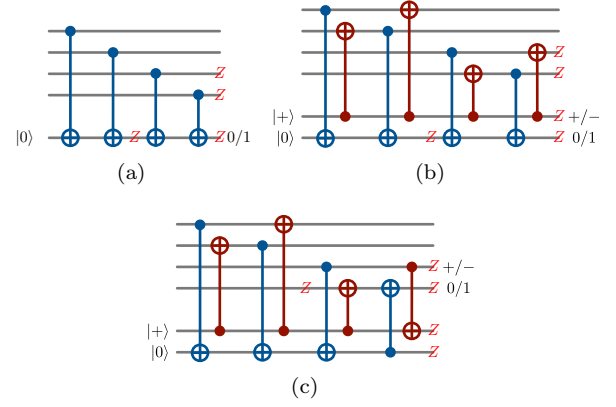 Z
Z
|0⟩ Z Z 0/1
(a)
Z
Z
|+⟩ Z +/−
|0⟩ Z Z 0/1
(b)
Z +/−
Z Z 0/1
|+⟩ Z
|0⟩ Z
(c)